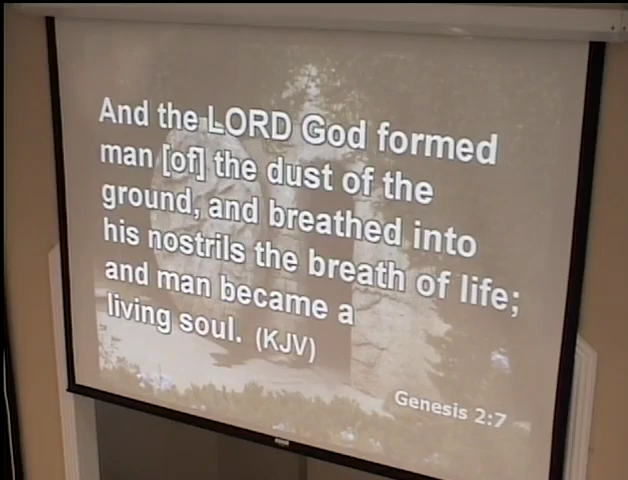 And the LORD God formed
man [of] the dust of the
ground, and breathed into
his nostrils the breath of life;
and man became a
living soul. (KJV)
Genesis 2:7